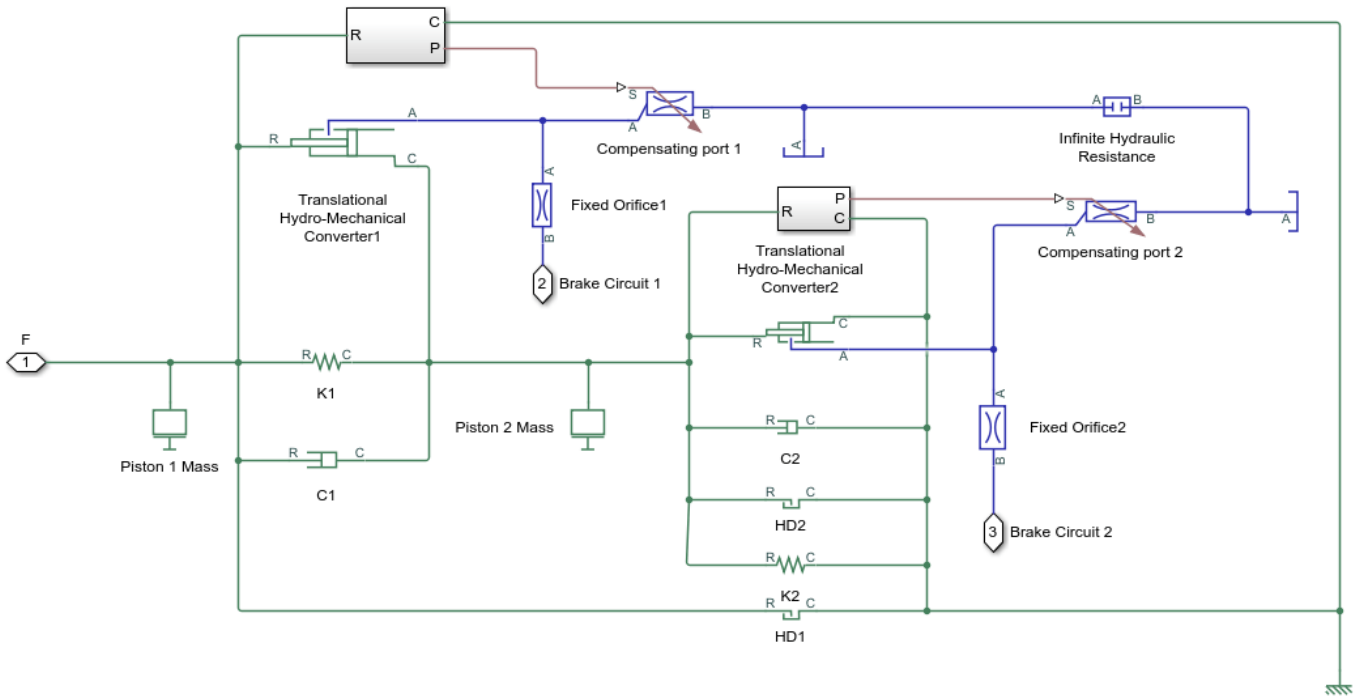 C
R
P
S
A
B
A
B
A
A
R
Compensating port 1
Infinite Hydraulic
Resistance
C
A
Translational
Hydro-Mechanical
Converter1
A
Fixed Orifice1
B
2
Brake Circuit 1
P
R
C
S
B
A
A
Translational
Hydro-Mechanical
Converter2
Compensating port 2
C
R
A
F
1
R
C
K1
A
Piston 1 Mass
Piston 2 Mass
R
C
C2
Fixed Orifice2
R
C
C1
B
R
C
HD2
3
Brake Circuit 2
R
C
K2
R
C
HD1